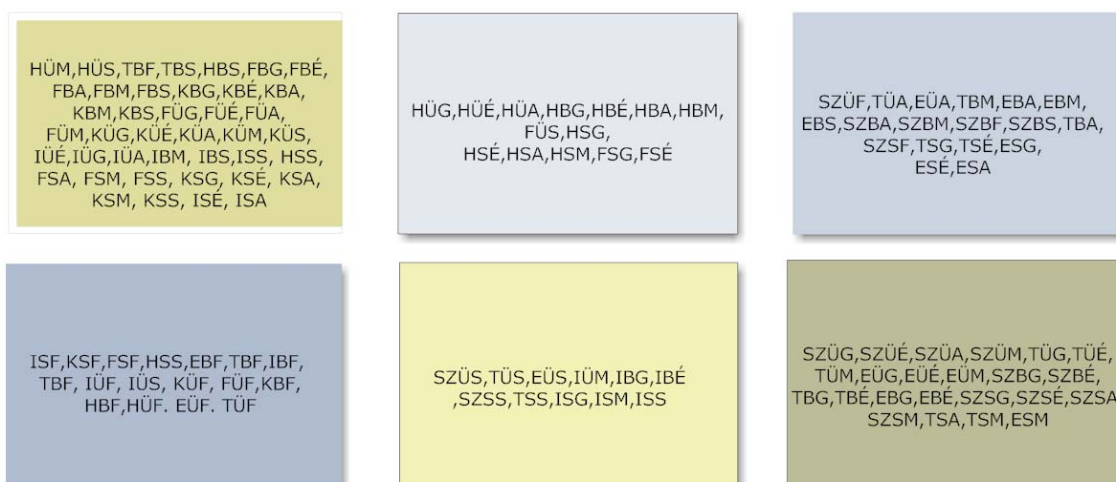 HÜM,HÜS,TBF,TBS,HBS,FBG,FBÉ,
FBA,FBM,FBS,KBG,KBÉ,KBA,
KBM,KBS,FÜG,FÜÉ,FÜA,
FÜM,KÜG,KÜÉ,KÜA,KÜM,KÜS,
IÜÉ,IÜG,IÜA,IBM, IBS,ISS, HSS,
FSA, FSM, FSS, KSG, KSÉ, KSA,
KSM, KSS, ISÉ, ISA
HÜG,HÜÉ,HÜA,HBG,HBÉ,HBA,HBM,
FÜS,HSG,
HSÉ,HSA,HSM,FSG,FSÉ
SZÜF,TÜA,EÜA,TBM,EBA,EBM,
EBS,SZBA,SZBM,SZBF,SZBS,TBA,
SZSF,TSG,TSÉ,ESG,
ESÉ,ESA
ISF,KSF,FSF,HSS,EBF,TBF,IBF,
TBF, IÜF, IÜS, KÜF, FÜF,KBF,
HBF,HÜF. EÜF. TÜF
SZÜS,TÜS,EÜS,IÜM,IBG,IBÉ
,SZSS,TSS,ISG,ISM,ISS
SZÜG,SZÜÉ,SZÜA,SZÜM,TÜG,TÜÉ,
TÜM,EÜG,EÜÉ,EÜM,SZBG,SZBÉ,
TBG,TBÉ,EBG,EBÉ,SZSG,SZSÉ,SZSA
SZSM,TSA,TSM,ESM